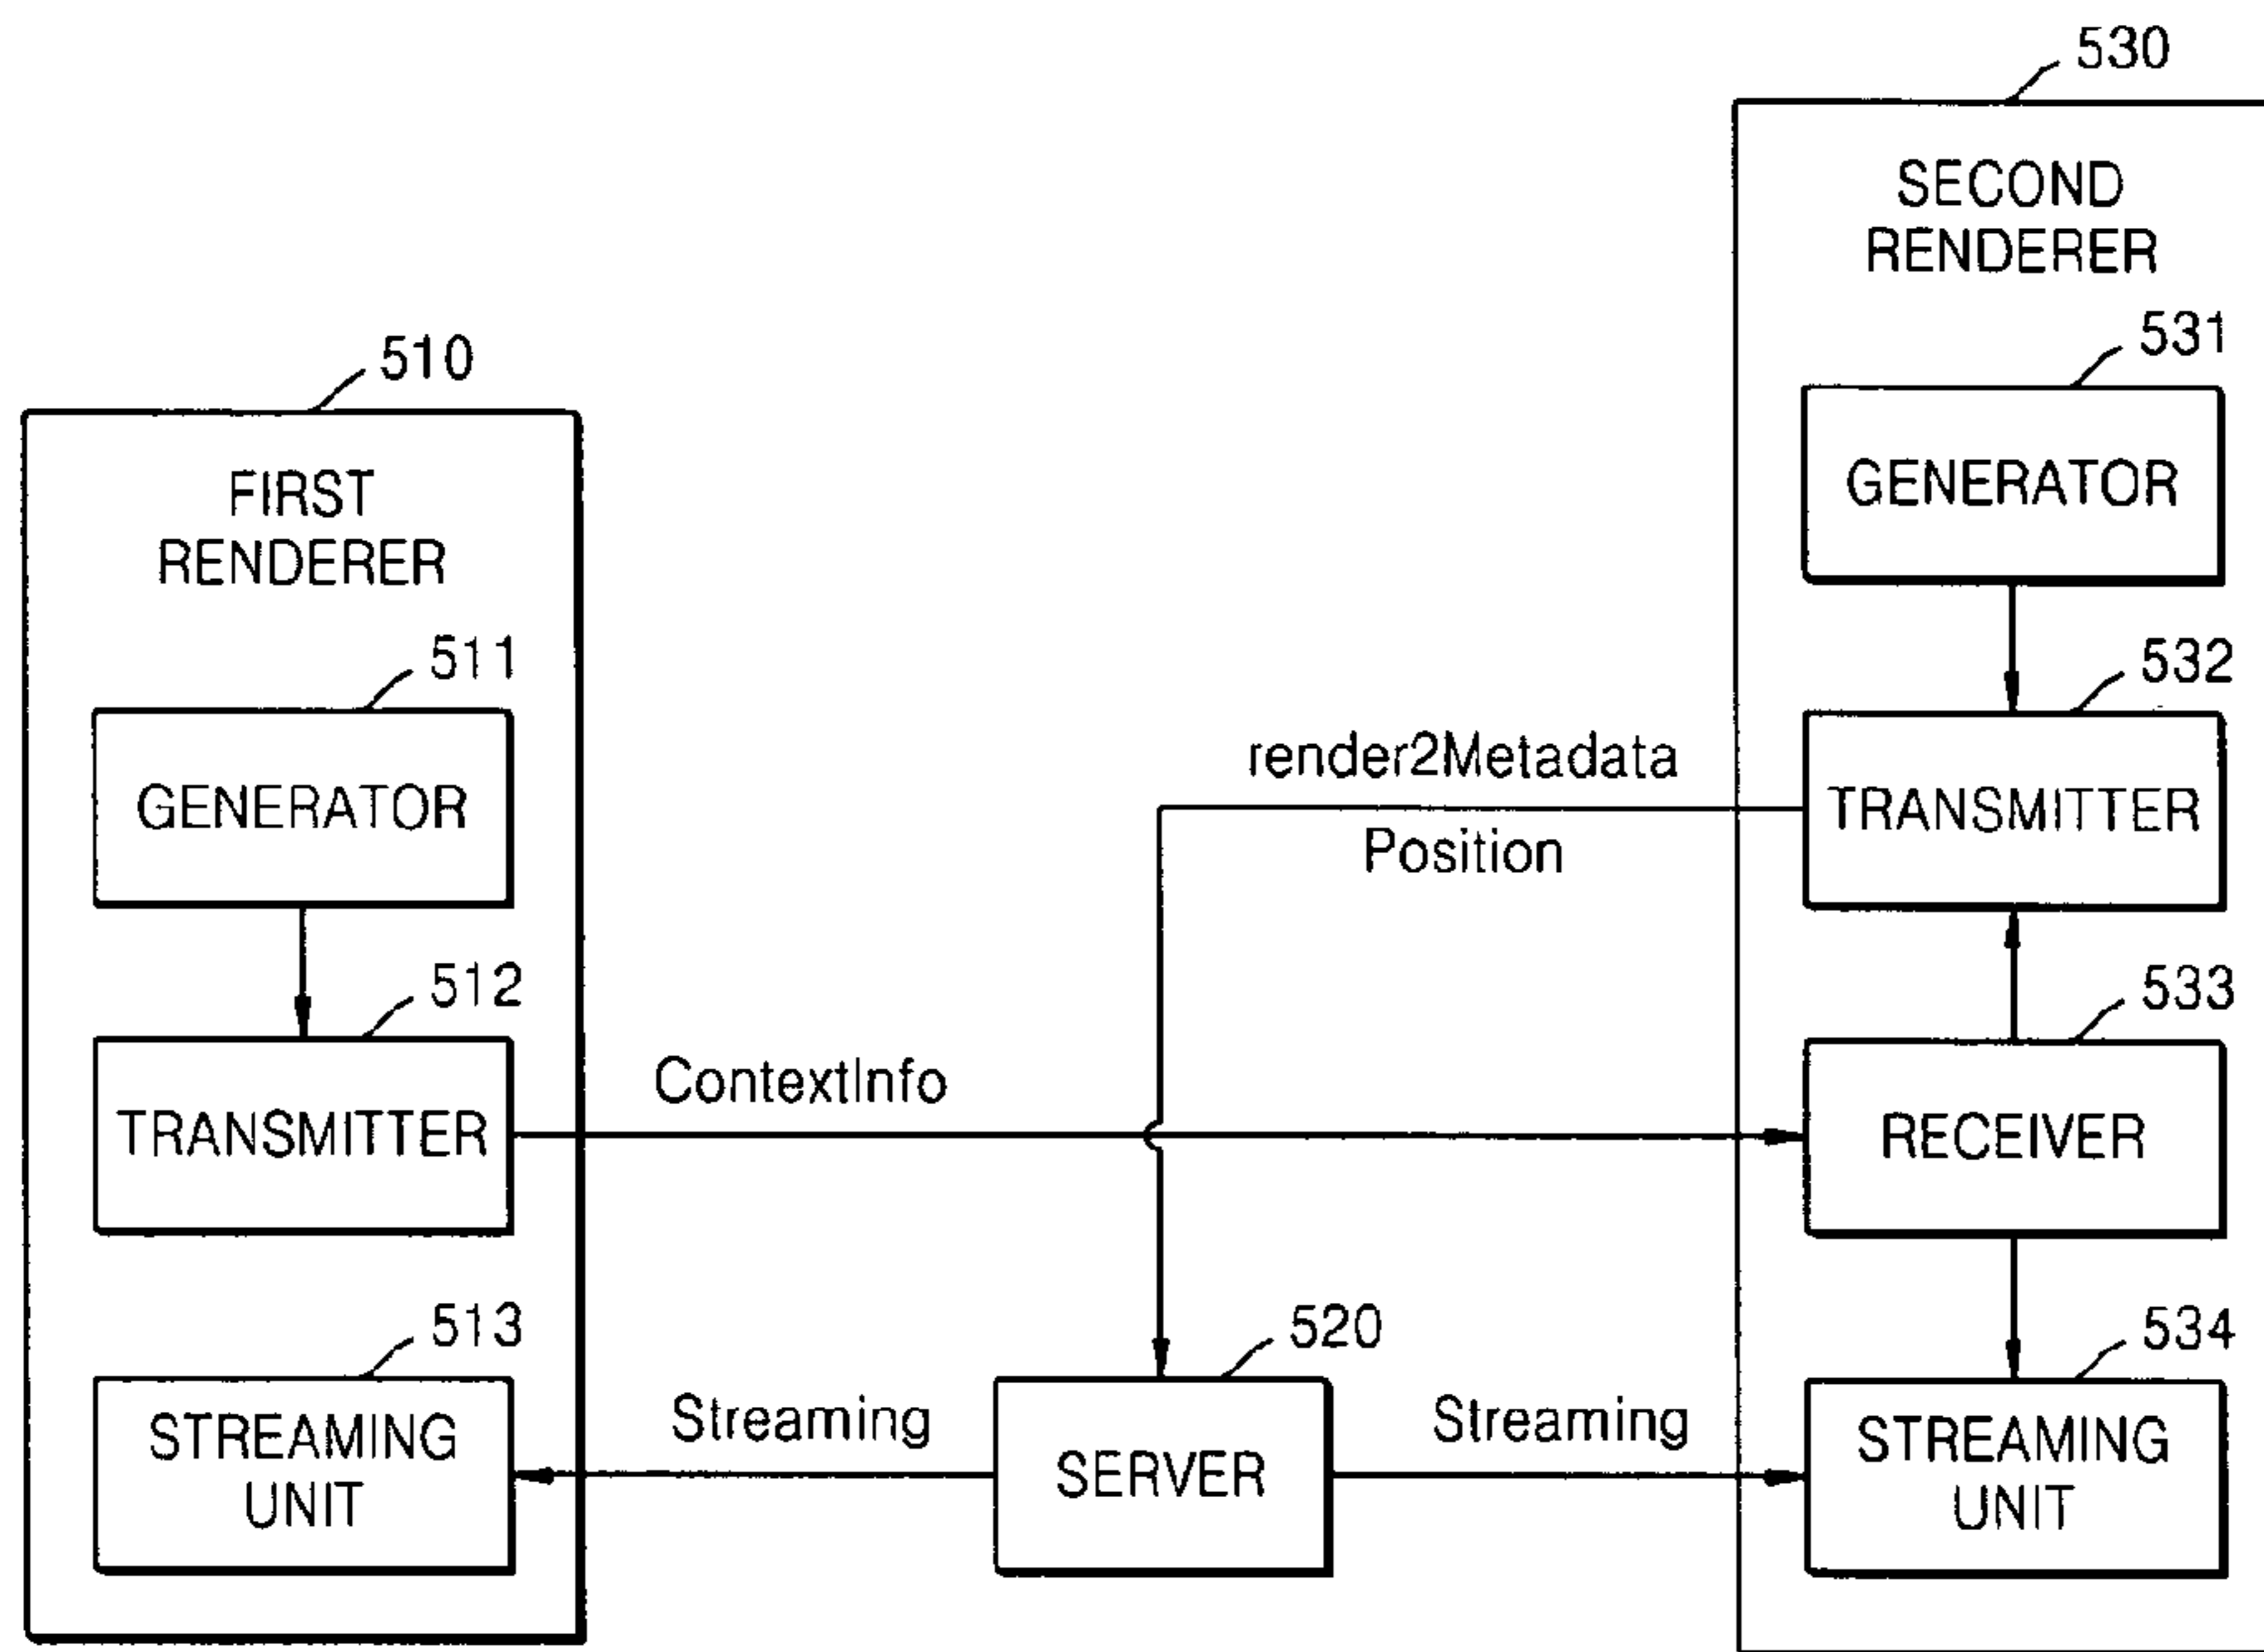 530
SECOND
RENDERER
531
GENERATOR
510
FIRST
RENDERER
511
GENERATOR
532
TRANSMITTER
render2Metadata
Position
512
TRANSMITTER
ContextInfo
533
RECEIVER
513
STREAMING
UNIT
Streaming
520
SERVER
Streaming
534
STREAMING
UNIT